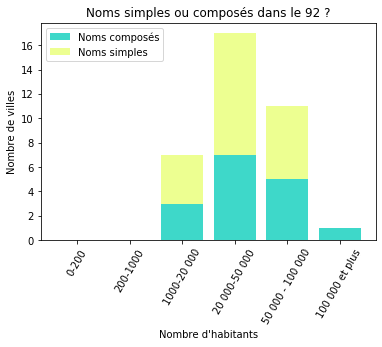 Noms simples ou composés dans le 92 ?
Noms composés
Noms simples
Nombre de villes
16
14
12
10
8
6
4
2
0
0-200
200-1000
1000-20 000
20 000-50 000
50 000 - 100 000
100 000 et plus
Nombre d'habitants